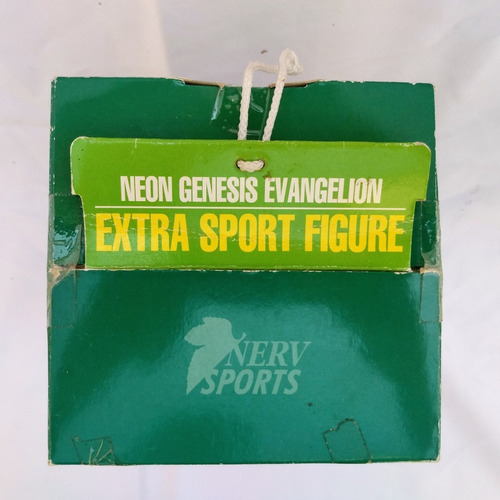 NEON GENESIS EVANGELION
EXTRA SPORT FIGURE
NERV
SPORTS